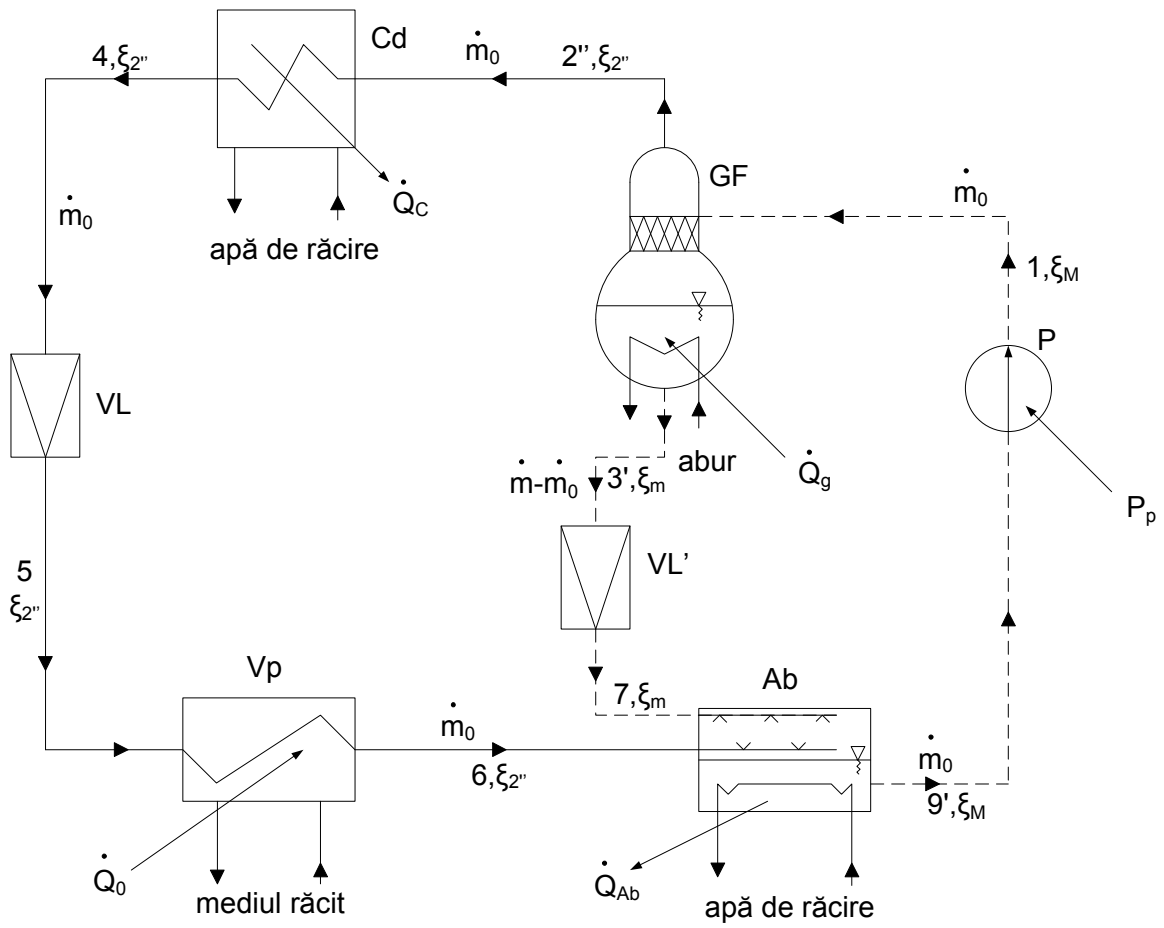 Cd
4,ξ2''
ṁ0
2'',ξ2''
GF
Q̇C
ṁ0
ṁ0
apă de răcire
1,ξM
P
VL
abur
Q̇g
ṁ-ṁ0
3',ξm
Pp
VL’
5
ξ2''
Vp
Ab
7,ξm
ṁ0
6,ξ2''
ṁ0
9',ξM
Q̇0
Q̇Ab
mediul răcit
apă de răcire